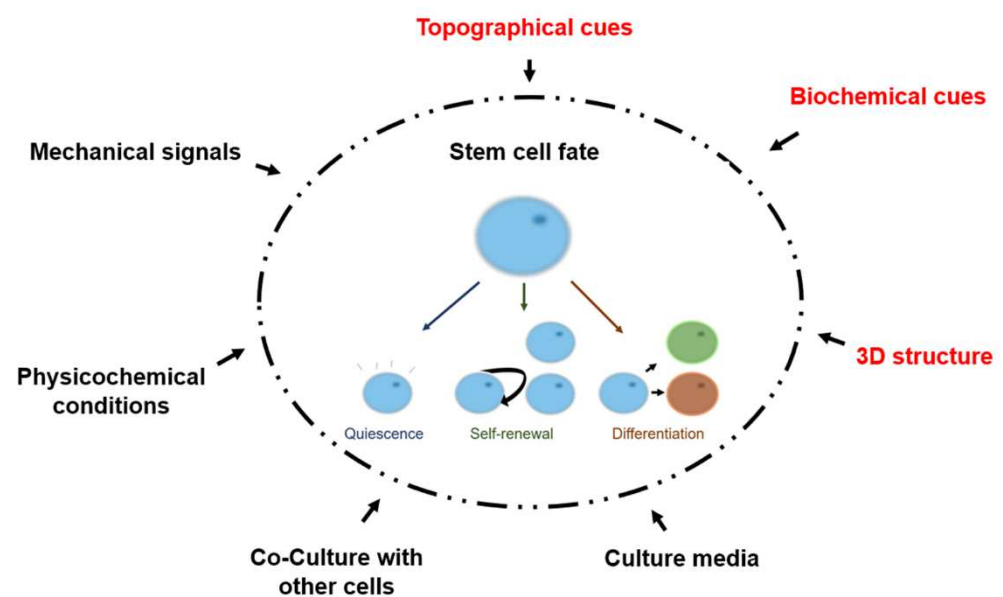 Topographical cues
Biochemical cues
Mechanical signals
Stem cell fate
3D structure
Physicochemical
conditions
Quiescence
Self-renewal
Differentiation
Co-Culture with
other cells
Culture media